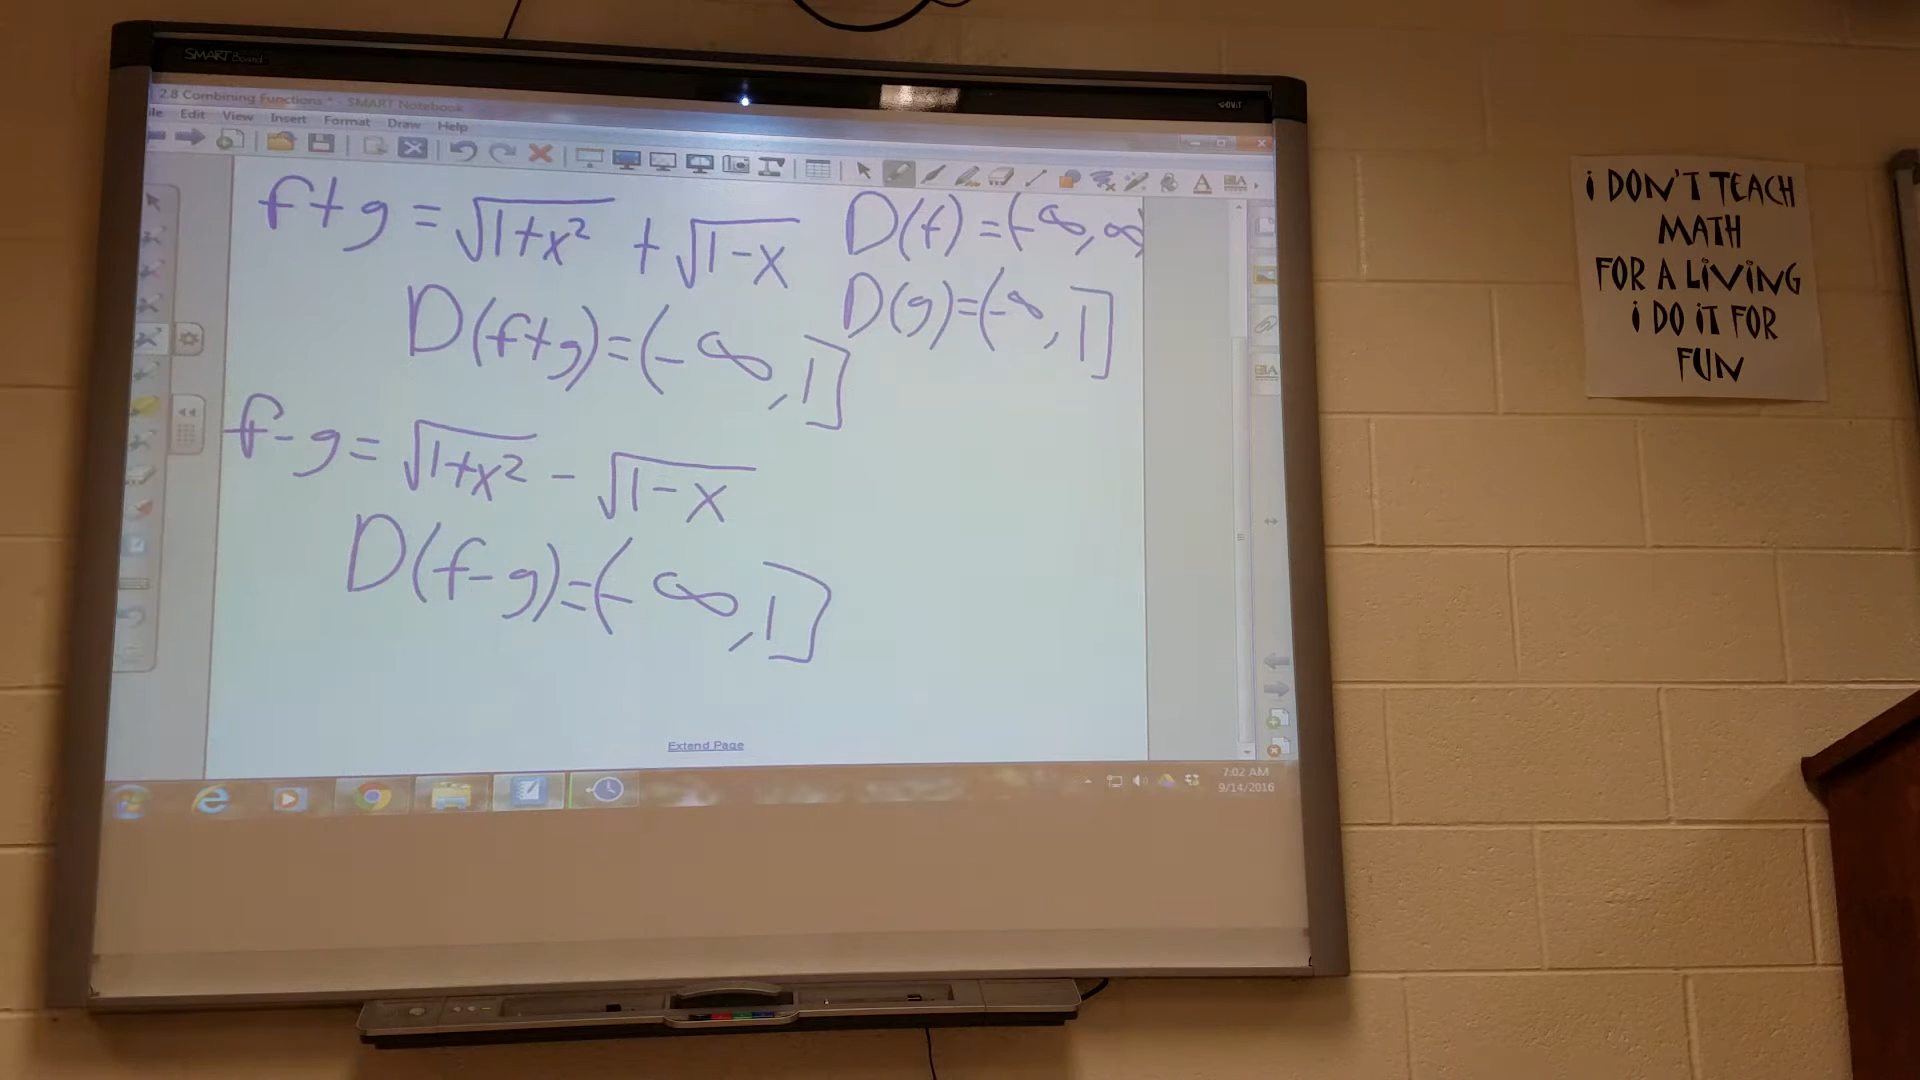 SMART Board
2.8 Combining Functions * - SMART Notebook
Edit View Insert Format Draw Help
f+g = √1+x² + √1-x
D(f) = (-∞, ∞)
D(g) = (-∞, 1]
D(f+g) = (-∞, 1]
f-g = √1+x² - √1-x
D(f-g) = (-∞, 1]
Extend Page
7:02 AM
9/14/2016
i DON'T TEACH
MATH
FOR A LiViNG
i DO iT FOR
FUN